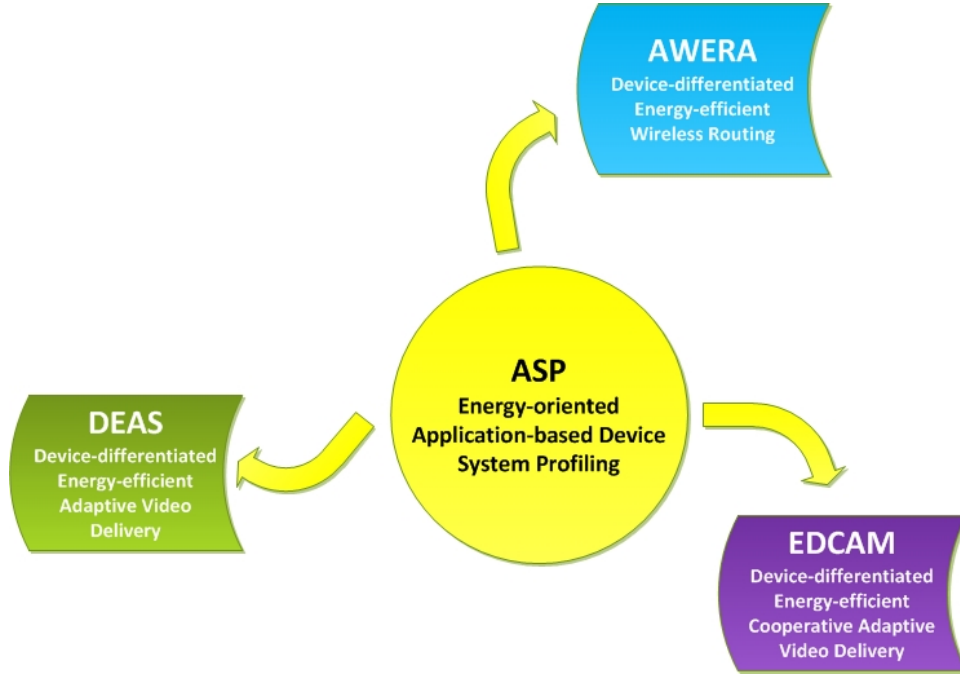 AWERA
Device-differentiated
Energy-efficient
Wireless Routing
ASP
Energy-oriented
Application-based Device
System Profiling
DEAS
Device-differentiated
Energy-efficient
Adaptive Video
Delivery
EDCAM
Device-differentiated
Energy-efficient
Cooperative Adaptive
Video Delivery